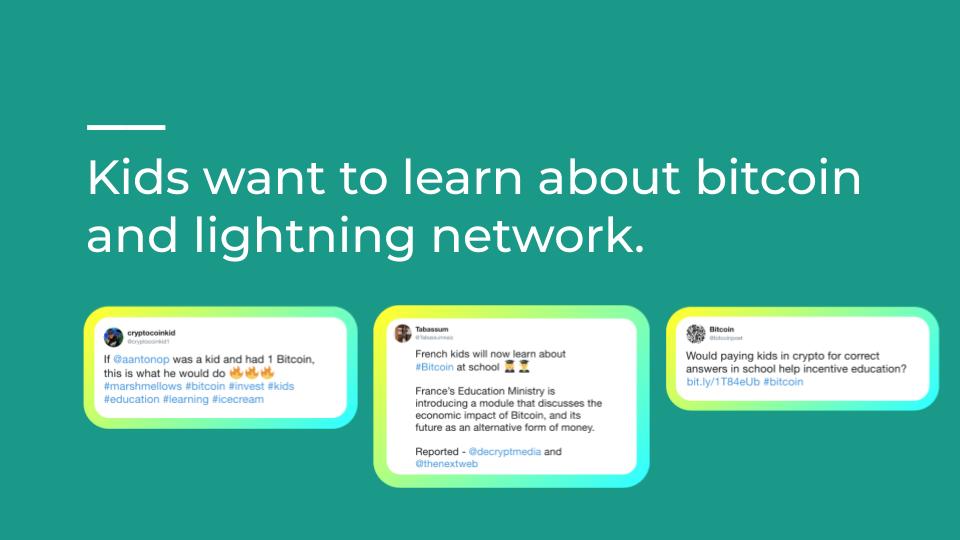 Kids want to learn about bitcoin
and lightning network.
cryptocoinkid
@cryptocoinkid1
If @aantonop was a kid and had 1 Bitcoin,
this is what he would do 🔥🔥🔥
#marshmellows #bitcoin #invest #kids
#education #learning #icecream
Tabassum
French kids will now learn about
#Bitcoin at school 👨‍🎓👩‍🎓
France's Education Ministry is
introducing a module that discusses the
economic impact of Bitcoin, and its
future as an alternative form of money.
Reported - @decryptmedia and
@thenextweb
Bitcoin
@bitcoinpost
Would paying kids in crypto for correct
answers in school help incentive education?
bit.ly/1T84eUb #bitcoin